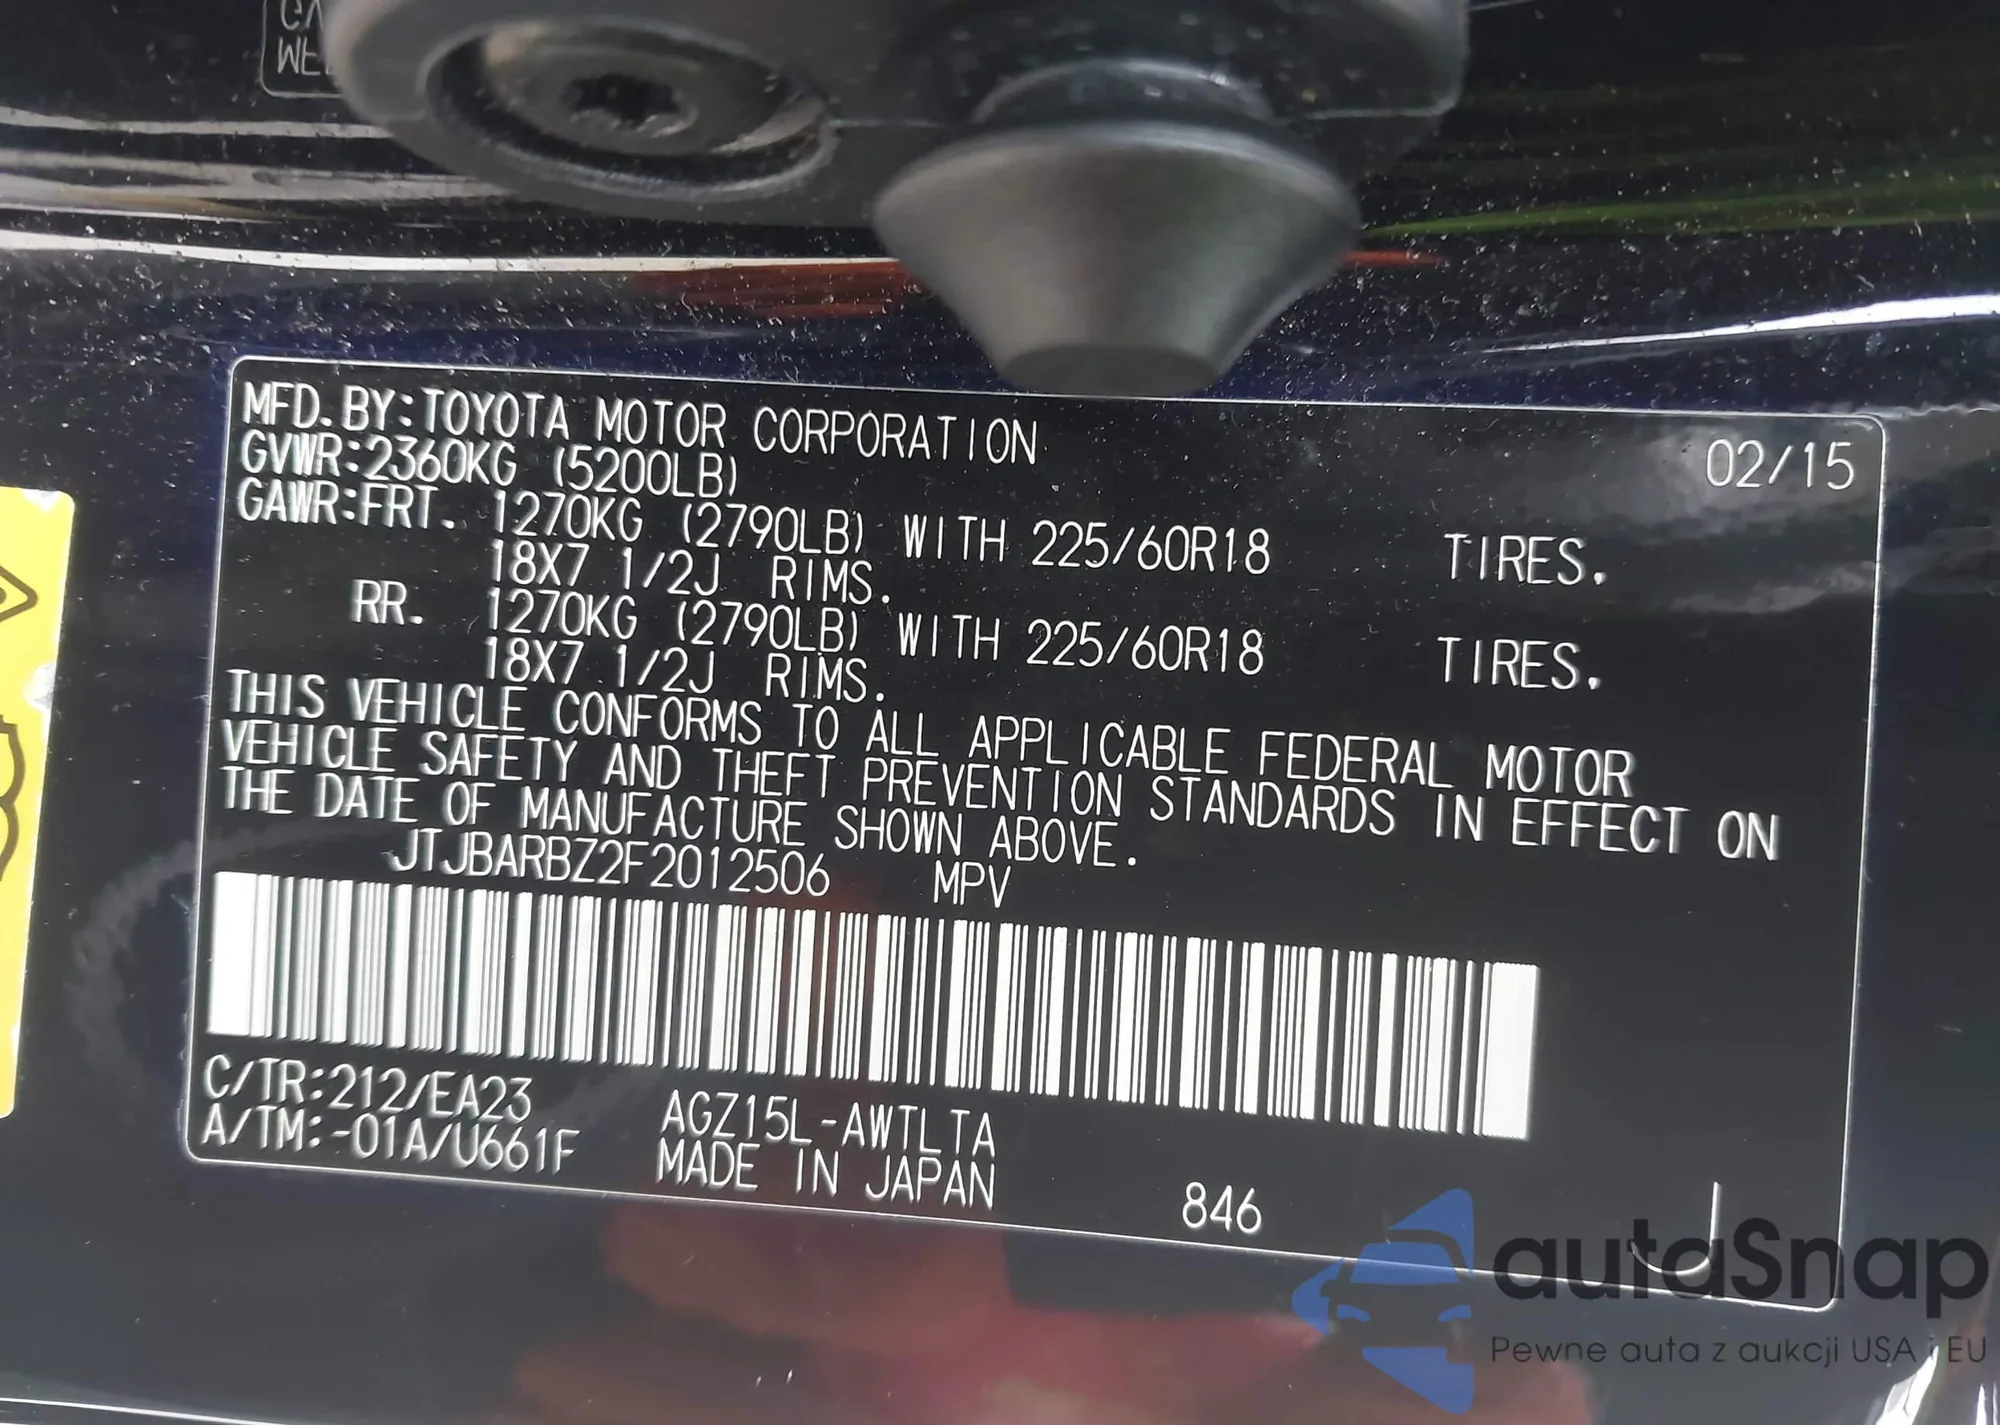 MFD.BY:TOYOTA MOTOR CORPORATION 02/15
GVWR:2360KG (5200LB)
GAWR:FRT. 1270KG (2790LB) WITH 225/60R18 TIRES.
18X7 1/2J RIMS.
RR. 1270KG (2790LB) WITH 225/60R18 TIRES.
18X7 1/2J RIMS.
THIS VEHICLE CONFORMS TO ALL APPLICABLE FEDERAL MOTOR
VEHICLE SAFETY AND THEFT PREVENTION STANDARDS IN EFFECT ON
THE DATE OF MANUFACTURE SHOWN ABOVE.
JTJBARBZ2F2012506 MPV
C/TR:212/EA23 AGZ15L-AWTLTA
A/TM:-01A/U661F MADE IN JAPAN 846 J
autaSnap
Pewne auta z aukcji USA i EU